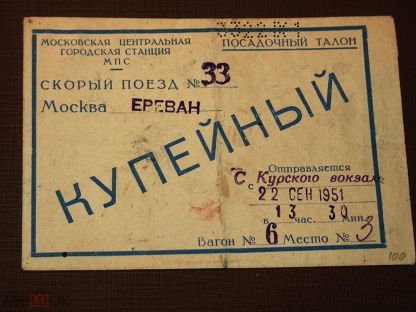 МОСКОВСКАЯ ЦЕНТРАЛЬНАЯ
ГОРОДСКАЯ СТАНЦИЯ
МПС
ПОСАДОЧНЫЙ ТАЛОН
СКОРЫЙ ПОЕЗД № 33
Москва ЕРЕВАН
КУПЕЙНЫЙ
Отправляется
С Курского вокзала
с 22 СЕН 1951
в 13 час. 30 мин.
Вагон № 6 Место № 3
100